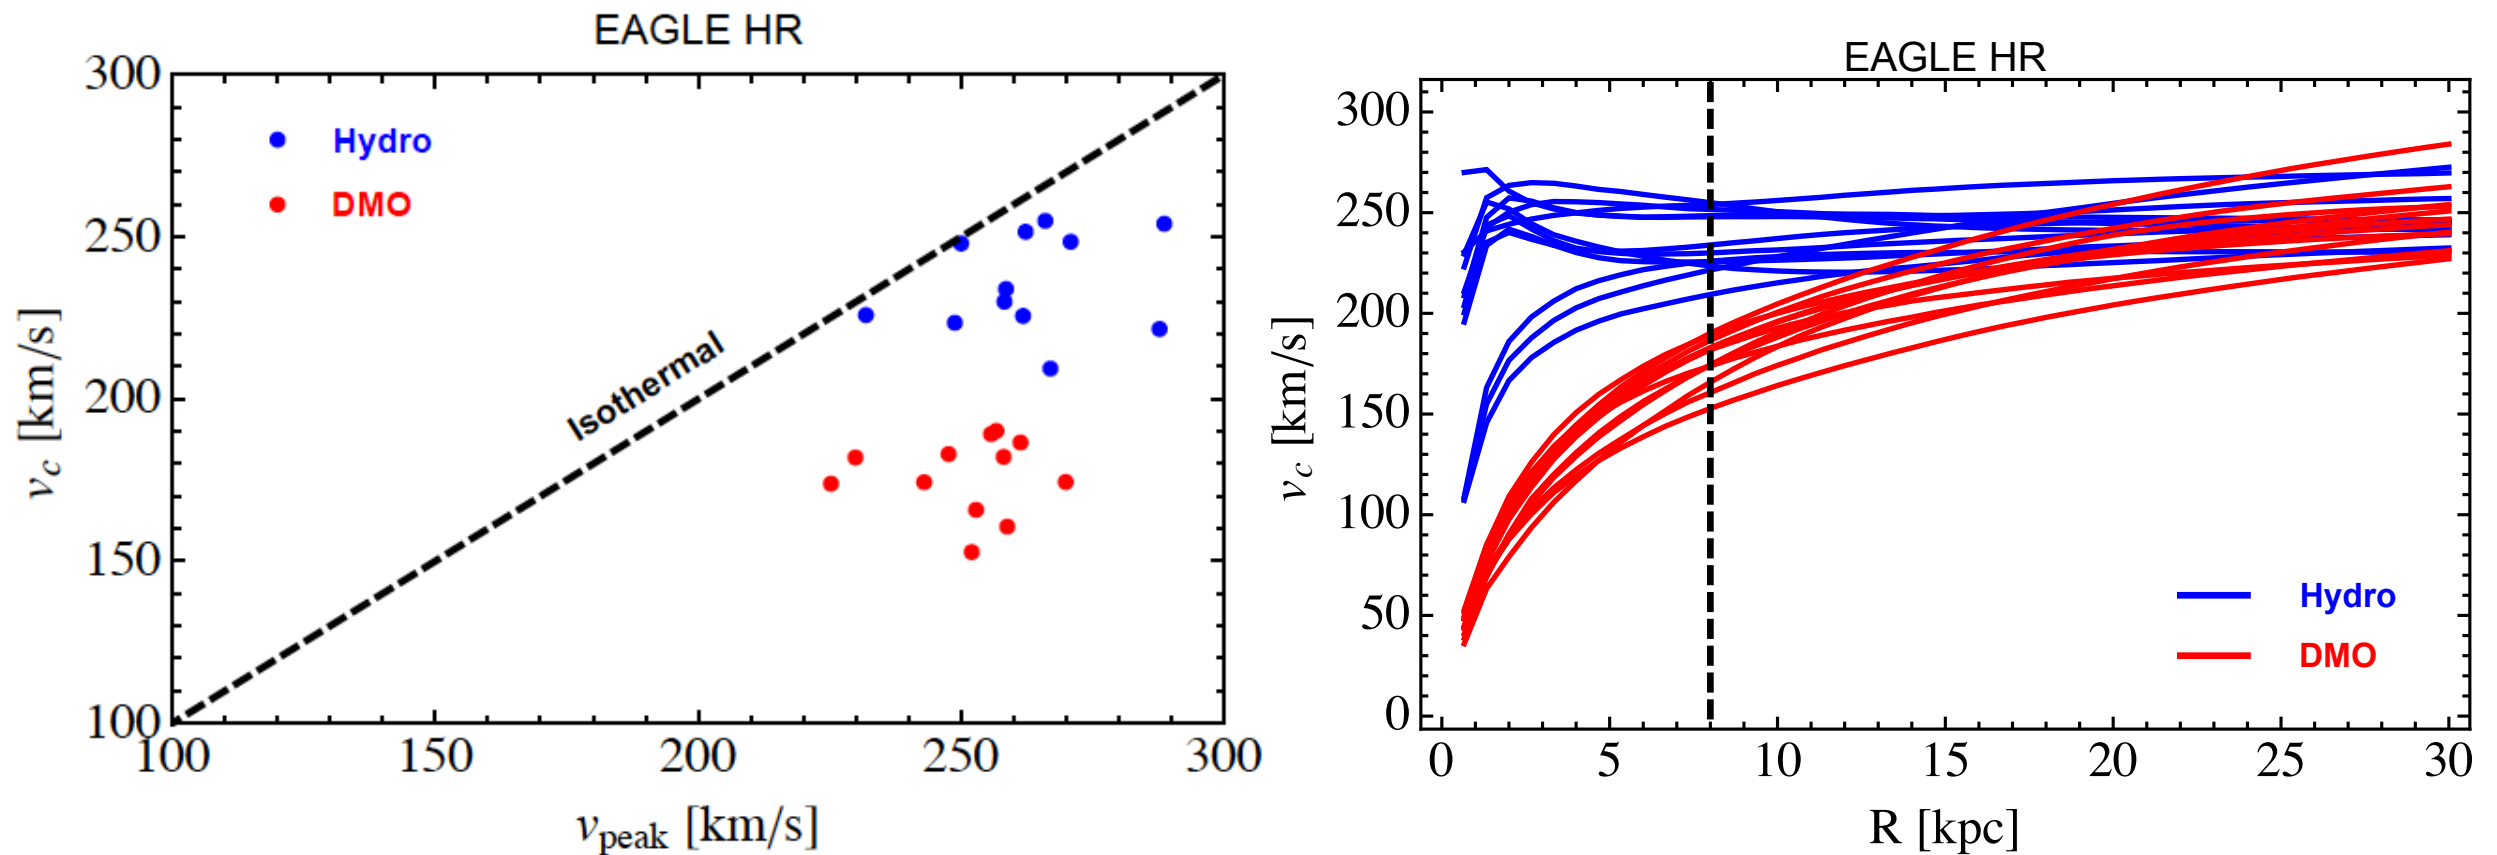 EAGLE HR
300
250
200
150
100
v_c [km/s]
Hydro
DMO
Isothermal
100 150 200 250 300
v_peak [km/s]
EAGLE HR
300
250
200
150
100
50
0
v_c [km/s]
Hydro
DMO
0 5 10 15 20 25 30
R [kpc]